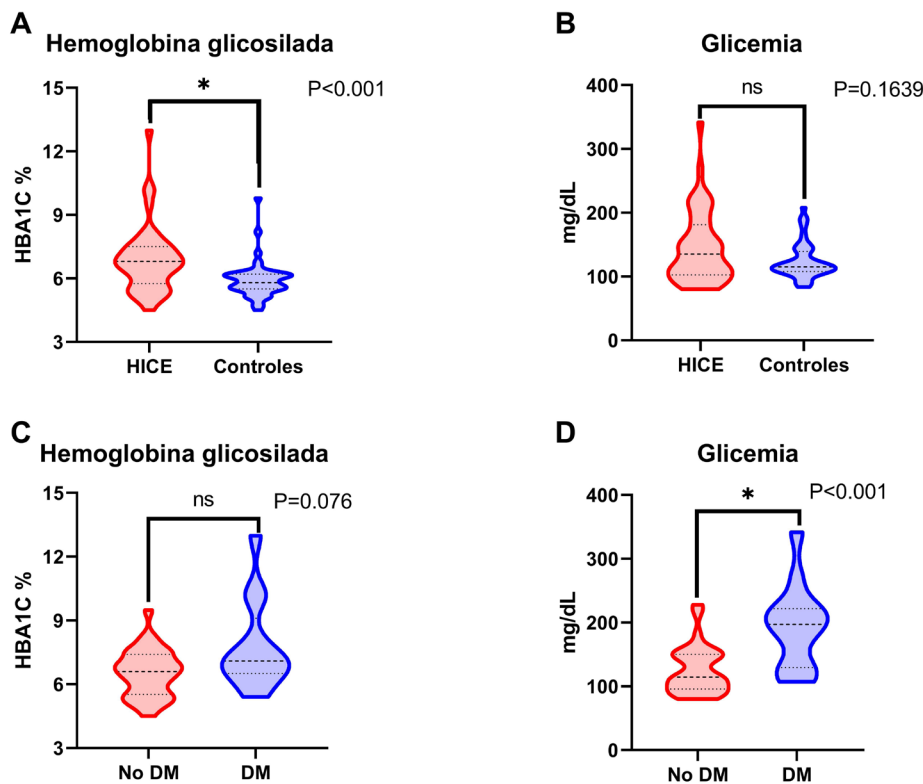 A
Hemoglobina glicosilada
*
P<0.001
HBA1C %
15
12
9
6
3
HICE
Controles
B
Glicemia
ns
P=0.1639
mg/dL
400
300
200
100
0
HICE
Controles
C
Hemoglobina glicosilada
ns
P=0.076
HBA1C %
15
12
9
6
3
No DM
DM
D
Glicemia
*
P<0.001
mg/dL
400
300
200
100
0
No DM
DM